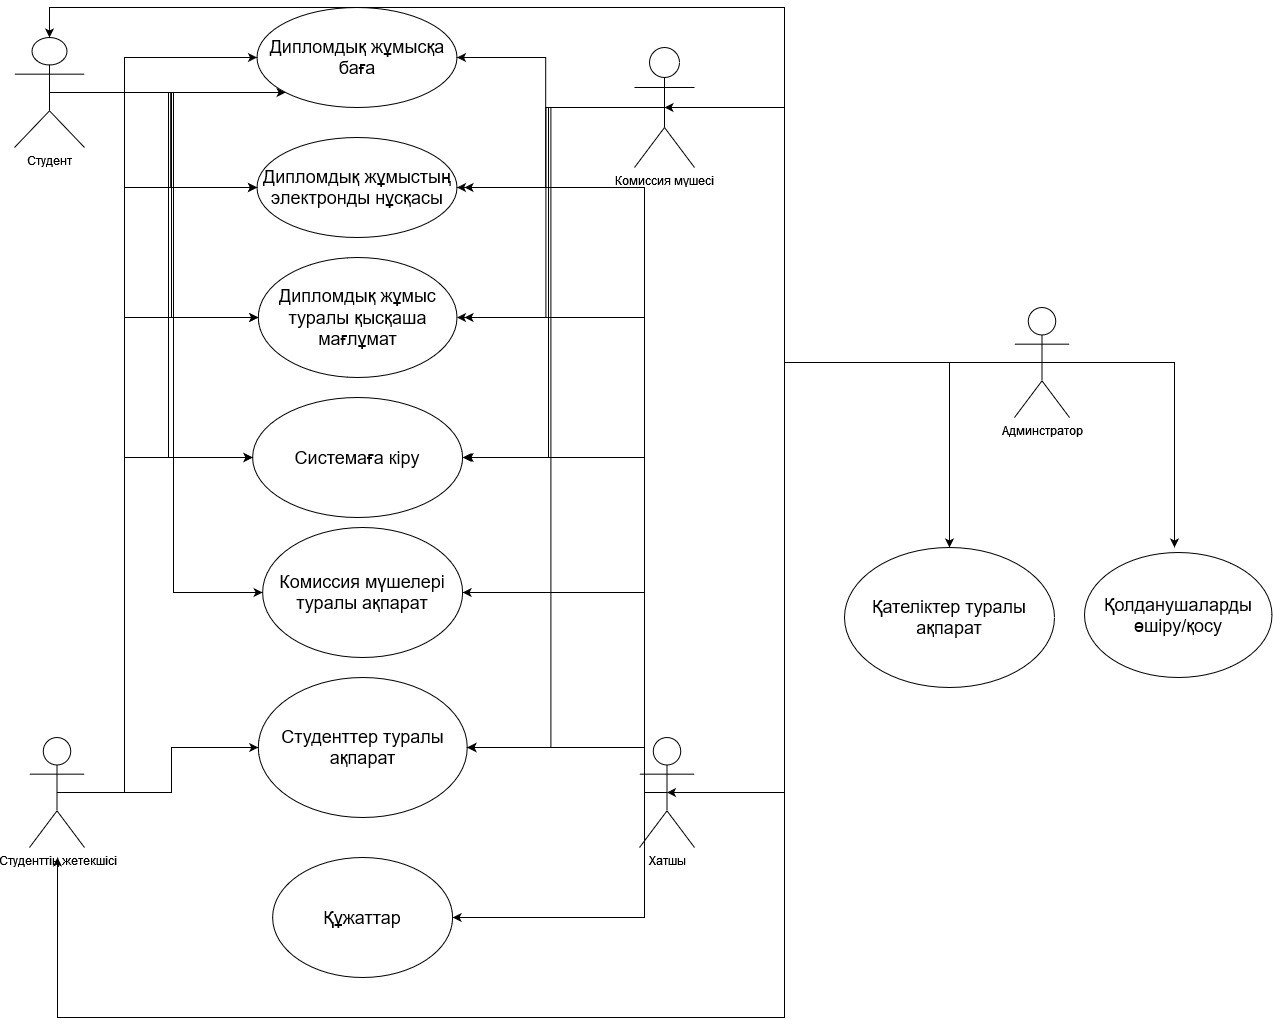 Дипломдық жұмысқа
баға
Студент
Комиссия мүшесі
Дипломдық жұмыстың
электронды нұсқасы
Дипломдық жұмыс
туралы қысқаша
мағлұмат
Админстратор
Системаға кіру
Комиссия мүшелері
туралы ақпарат
Қателіктер туралы
ақпарат
Қолданушаларды
өшіру/қосу
Студенттер туралы
ақпарат
Студенттің жетекшісі
Хатшы
Құжаттар